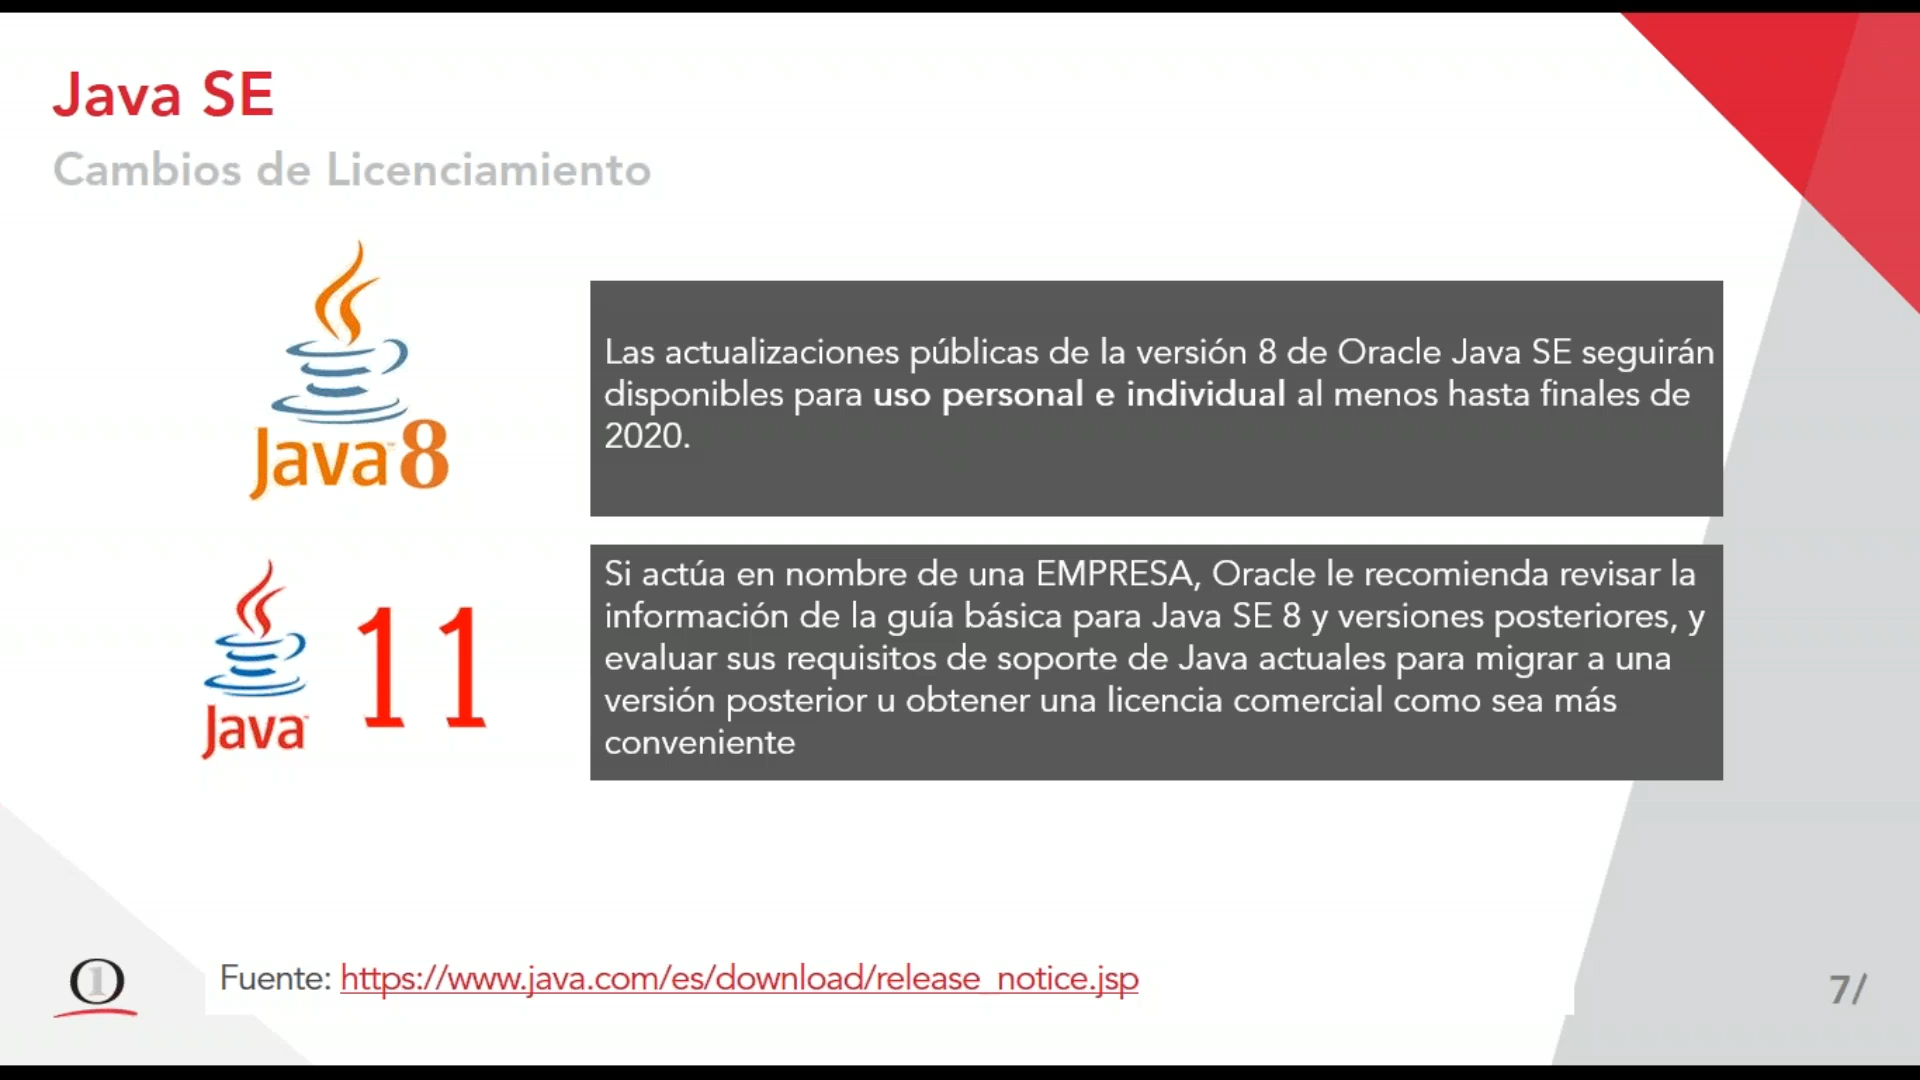 Java SE
Cambios de Licenciamiento
Java™8
Las actualizaciones públicas de la versión 8 de Oracle Java SE seguirán
disponibles para uso personal e individual al menos hasta finales de
2020.
Java™ 11
Si actúa en nombre de una EMPRESA, Oracle le recomienda revisar la
información de la guía básica para Java SE 8 y versiones posteriores, y
evaluar sus requisitos de soporte de Java actuales para migrar a una
versión posterior u obtener una licencia comercial como sea más
conveniente
Fuente: https://www.java.com/es/download/release_notice.jsp
O1
7/